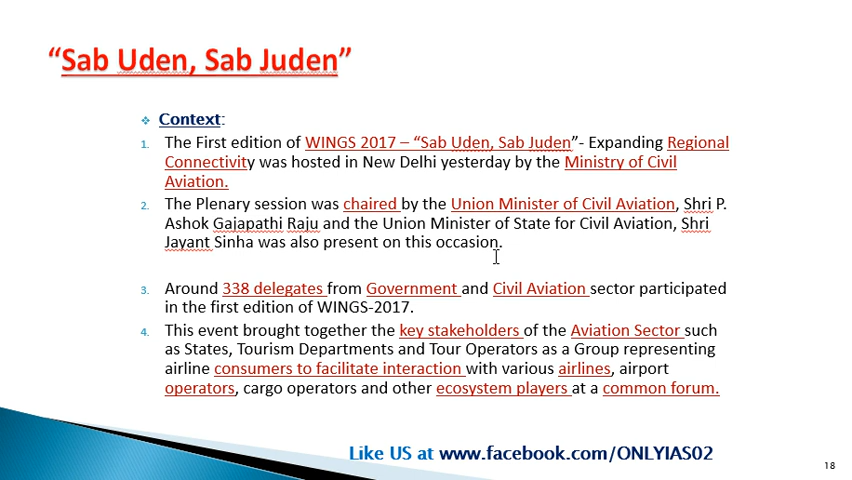 “Sab Uden, Sab Juden”
❖ Context:
1. The First edition of WINGS 2017 – “Sab Uden, Sab Juden”- Expanding Regional
Connectivity was hosted in New Delhi yesterday by the Ministry of Civil
Aviation.
2. The Plenary session was chaired by the Union Minister of Civil Aviation, Shri P.
Ashok Gajapathi Raju and the Union Minister of State for Civil Aviation, Shri
Jayant Sinha was also present on this occasion.
3. Around 338 delegates from Government and Civil Aviation sector participated
in the first edition of WINGS-2017.
4. This event brought together the key stakeholders of the Aviation Sector such
as States, Tourism Departments and Tour Operators as a Group representing
airline consumers to facilitate interaction with various airlines, airport
operators, cargo operators and other ecosystem players at a common forum.
Like US at www.facebook.com/ONLYIAS02
18